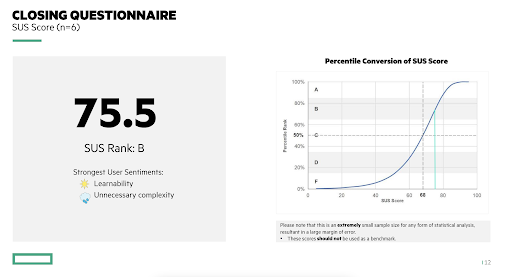 CLOSING QUESTIONNAIRE
SUS Score (n=6)
75.5
SUS Rank: B
Strongest User Sentiments:
Learnability
Unnecessary complexity
Percentile Conversion of SUS Score
Percentile Rank
100%
80%
60%
50%
40%
20%
0%
A
B
C
D
F
0
20
40
60
68
80
100
SUS Score
Please note that this is an extremely small sample size for any form of statistical analysis,
resultant in a large margin of error.
• These scores should not be used as a benchmark.
12